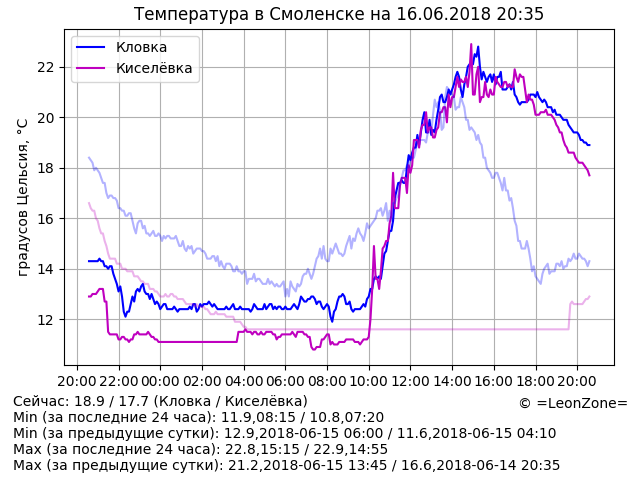 Температура в Смоленске на 16.06.2018 20:35
Кловка
Киселёвка
градусов Цельсия, °C
22
20
18
16
14
12
20:00 22:00 00:00 02:00 04:00 06:00 08:00 10:00 12:00 14:00 16:00 18:00 20:00
Сейчас: 18.9 / 17.7 (Кловка / Киселёвка)
© =LeonZone=
Min (за последние 24 часа): 11.9,08:15 / 10.8,07:20
Min (за предыдущие сутки): 12.9,2018-06-15 06:00 / 11.6,2018-06-15 04:10
Max (за последние 24 часа): 22.8,15:15 / 22.9,14:55
Max (за предыдущие сутки): 21.2,2018-06-15 13:45 / 16.6,2018-06-14 20:35